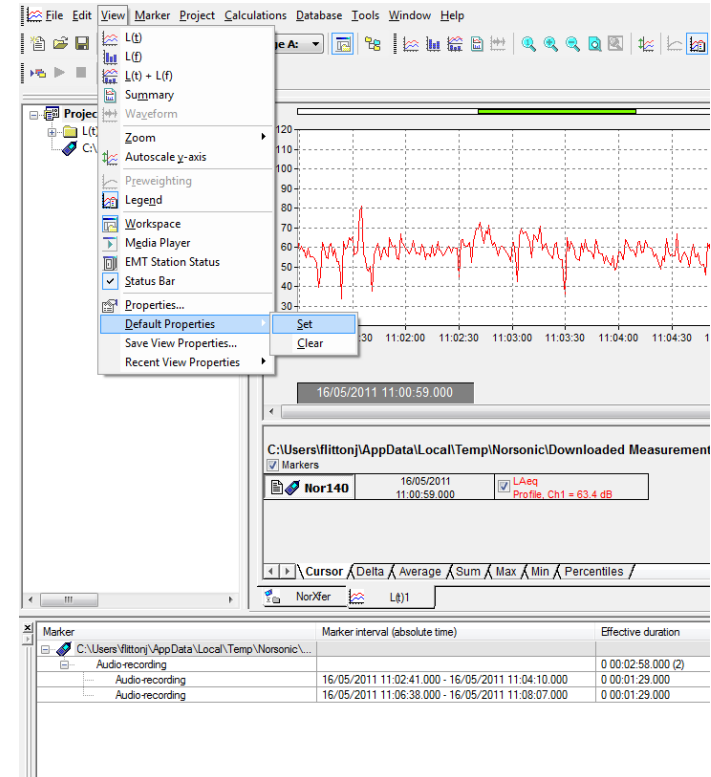 File Edit View Marker Project Calculations Database Tools Window Help
L(t)
L(f)
L(t) + L(f)
Summary
Waveform
Zoom
Autoscale y-axis
Preweighting
Legend
Workspace
Media Player
EMT Station Status
Status Bar
Properties...
Default Properties
Save View Properties...
Recent View Properties
Set
Clear
ge A:
Projec
L(t)
C:\
120
110
100
90
80
70
60
50
40
30
:30 11:02:00 11:02:30 11:03:00 11:03:30 11:04:00 11:04:30 1
16/05/2011 11:00:59.000
C:\Users\flittonj\AppData\Local\Temp\Norsonic\Downloaded Measurement
Markers
Nor140
16/05/2011
11:00:59.000
LAeq
Profile, Ch1 = 63.4 dB
Cursor Delta Average Sum Max Min Percentiles
NorXfer L(t)1
Marker Marker interval (absolute time) Effective duration
C:\Users\flittonj\AppData\Local\Temp\Norsonic\...
Audio-recording 0 00:02:58.000 (2)
Audio-recording 16/05/2011 11:02:41.000 - 16/05/2011 11:04:10.000 0 00:01:29.000
Audio-recording 16/05/2011 11:06:38.000 - 16/05/2011 11:08:07.000 0 00:01:29.000